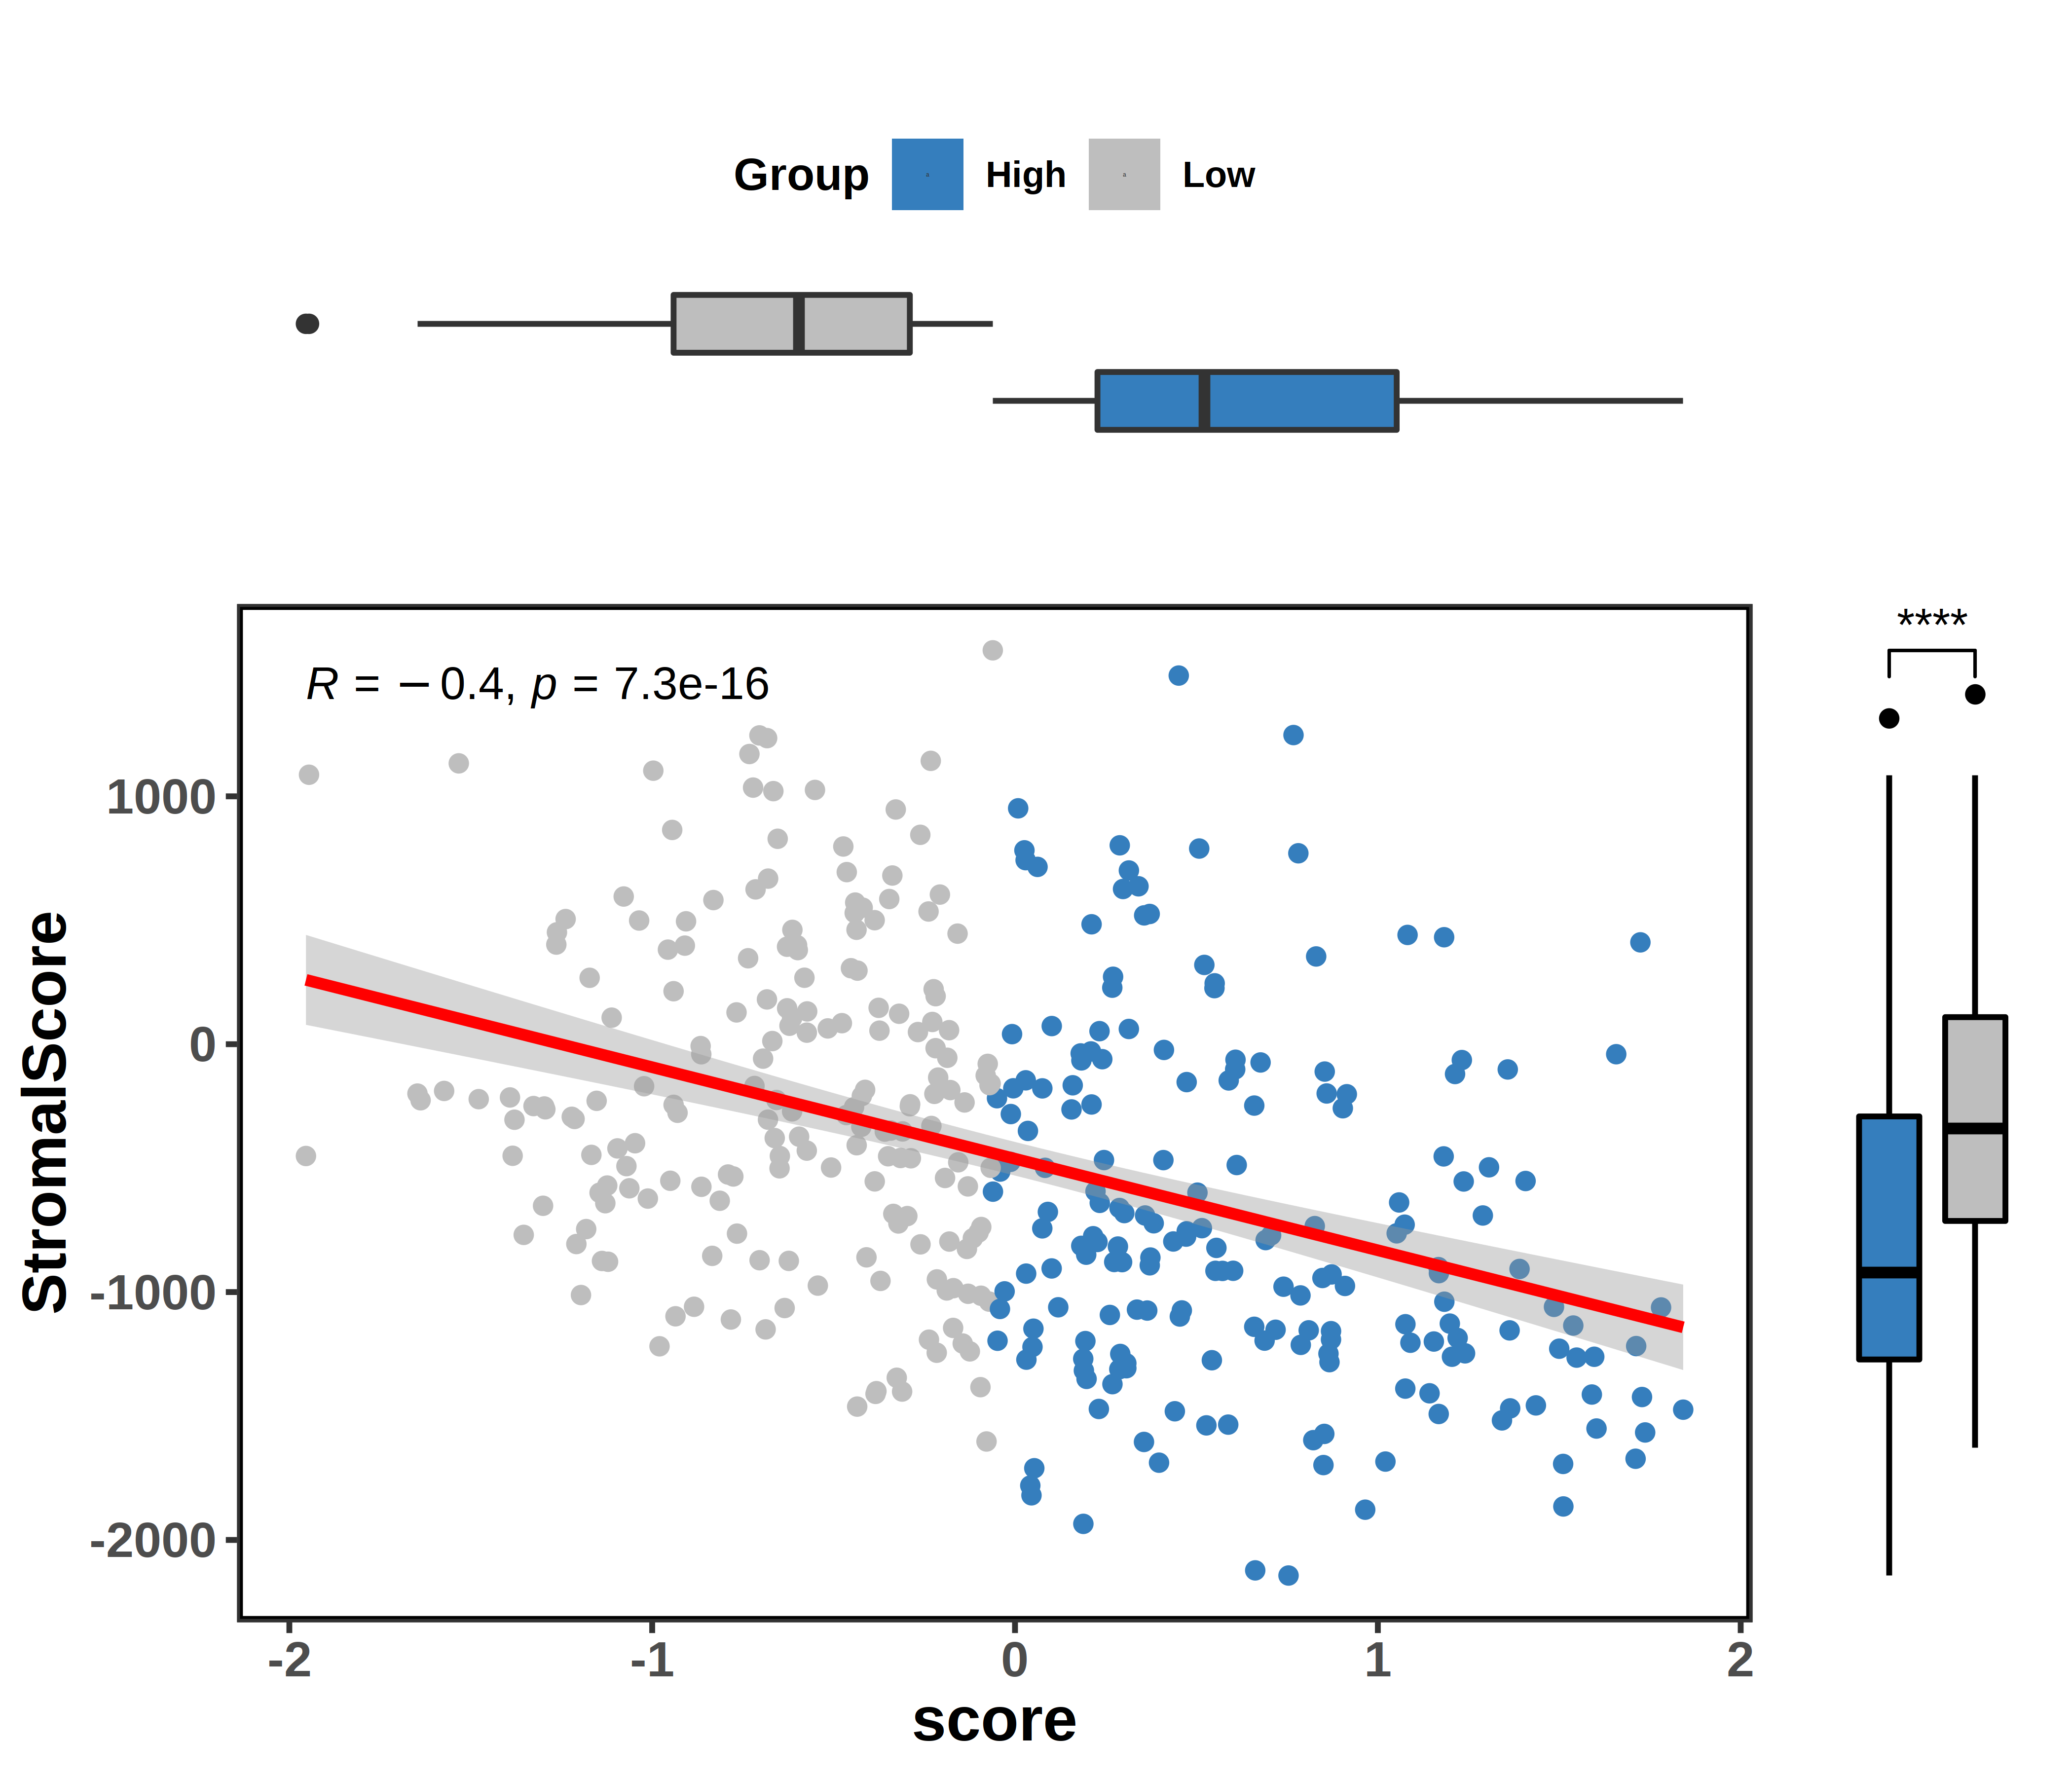 Group High Low
****
R = − 0.4, p = 7.3e-16
1000
0
-1000
-2000
StromalScore
-2 -1 0 1 2
score